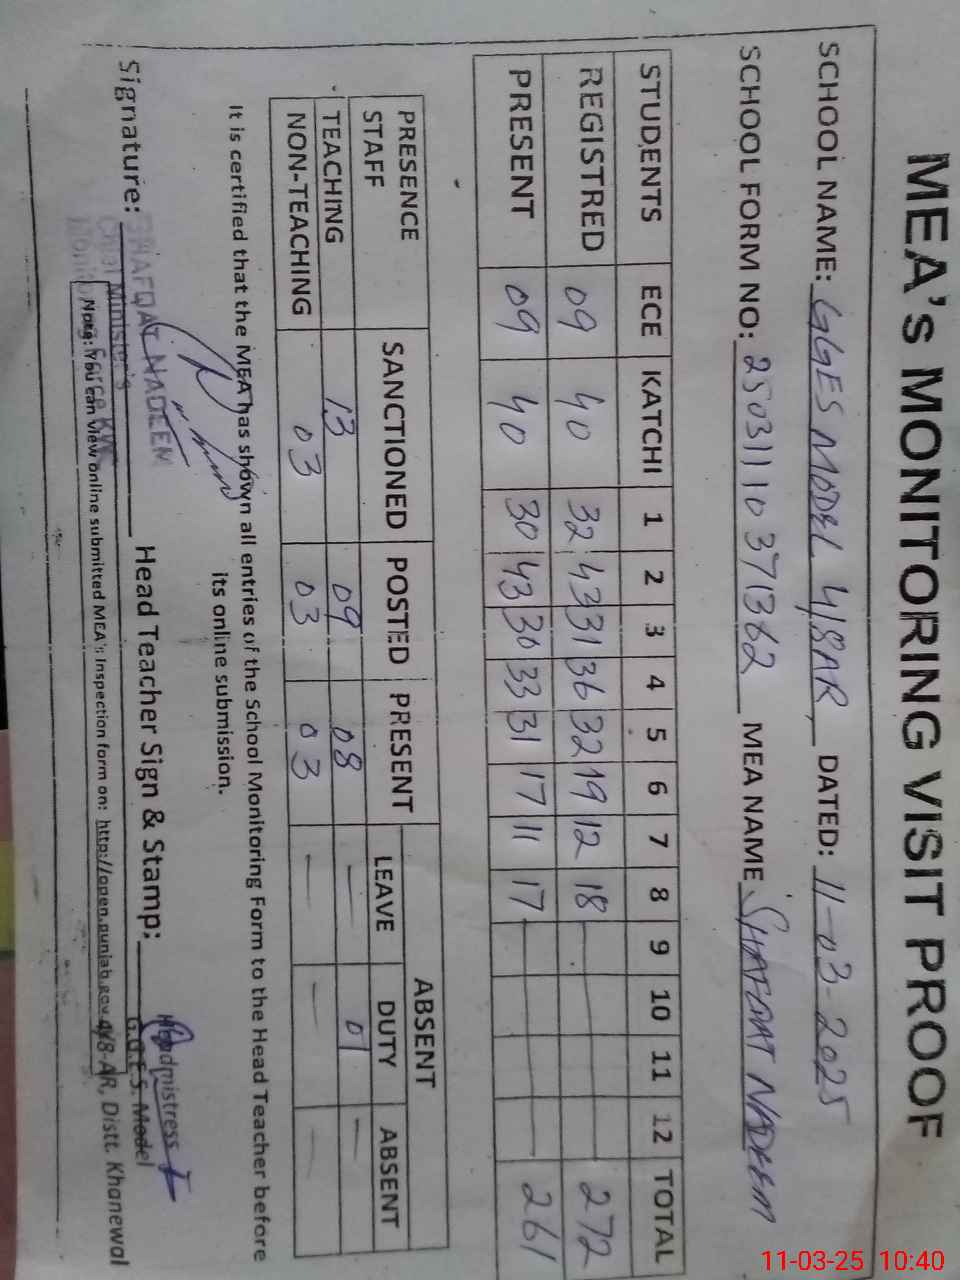 MEA's MONITORING VISIT PROOF
SCHOOL NAME: GGES MODEL 4/8AR, DATED: 11-03-2025
SCHOOL FORM NO: 25031110371362 MEA NAME SHAFQAT NADEEM
STUDENTS ECE KATCHI 1 2 3 4 5 6 7 8 9 10 11 12 TOTAL
REGISTRED 09 40 32 43 31 36 32 19 12 18 — — — — 272
PRESENT 09 40 30 43 30 33 31 17 11 17 — — — — 261
PRESENCE STAFF SANCTIONED POSTED PRESENT ABSENT
LEAVE DUTY ABSENT
TEACHING 13 09 08 — 01 —
NON-TEACHING 03 03 03 — — —
It is certified that the MEA has shown all entries of the School Monitoring Form to the Head Teacher before
its online submission.
Signature: Head Teacher Sign & Stamp:
SHAFQAT NADEEM
Chief Minister's
Headmistress
G.G.E.S. Model
4/8-AR, Distt. Khanewal
Note: You can view online submitted MEA's Inspection form on: http://open.punjab.gov
11-03-25 10:40